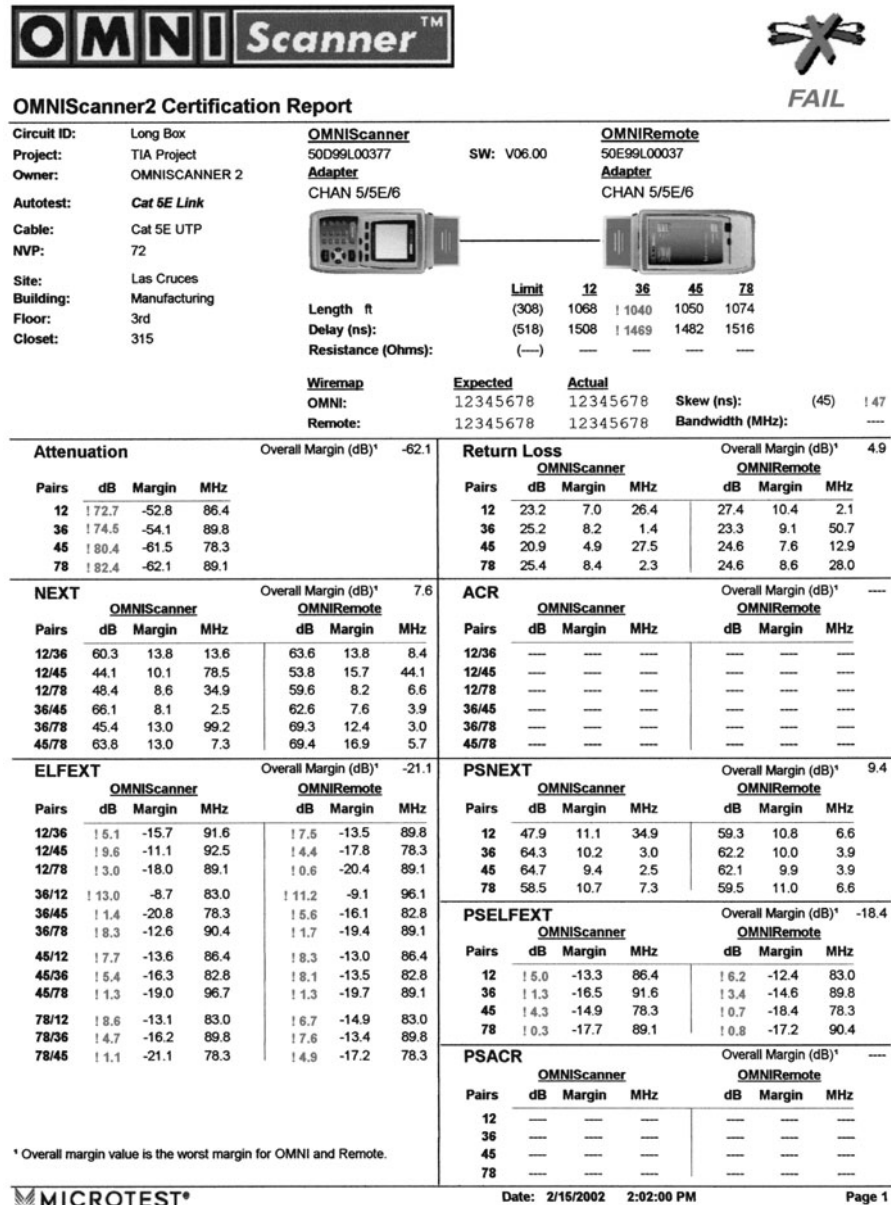 OMNI Scanner™
FAIL
OMNIScanner2 Certification Report
Circuit ID: Long Box
Project: TIA Project
Owner: OMNISCANNER 2
Autotest: Cat 5E Link
Cable: Cat 5E UTP
NVP: 72
Site: Las Cruces
Building: Manufacturing
Floor: 3rd
Closet: 315
OMNIScanner OMNIRemote
50D99L00377 SW: V06.00 50E99L00037
Adapter Adapter
CHAN 5/5E/6 CHAN 5/5E/6
Limit 12 36 45 78
Length ft (308) 1068 ! 1040 1050 1074
Delay (ns): (518) 1508 ! 1469 1482 1516
Resistance (Ohms): (----) ---- ---- ---- ----
Wiremap Expected Actual
OMNI: 12345678 12345678 Skew (ns): (45) ! 47
Remote: 12345678 12345678 Bandwidth (MHz): ----
Attenuation Overall Margin (dB)¹ -62.1
Pairs dB Margin MHz
12 ! 72.7 -52.8 86.4
36 ! 74.5 -54.1 89.8
45 ! 80.4 -61.5 78.3
78 ! 82.4 -62.1 89.1
Return Loss Overall Margin (dB)¹ 4.9
OMNIScanner OMNIRemote
Pairs dB Margin MHz dB Margin MHz
12 23.2 7.0 26.4 27.4 10.4 2.1
36 25.2 8.2 1.4 23.3 9.1 50.7
45 20.9 4.9 27.5 24.6 7.6 12.9
78 25.4 8.4 2.3 24.6 8.6 28.0
NEXT Overall Margin (dB)¹ 7.6
OMNIScanner OMNIRemote
Pairs dB Margin MHz dB Margin MHz
12/36 60.3 13.8 13.6 63.6 13.8 8.4
12/45 44.1 10.1 78.5 53.8 15.7 44.1
12/78 48.4 8.6 34.9 59.6 8.2 6.6
36/45 66.1 8.1 2.5 62.6 7.6 3.9
36/78 45.4 13.0 99.2 69.3 12.4 3.0
45/78 63.8 13.0 7.3 69.4 16.9 5.7
ACR Overall Margin (dB)¹ ----
OMNIScanner OMNIRemote
Pairs dB Margin MHz dB Margin MHz
12/36 ---- ---- ---- ---- ---- ----
12/45 ---- ---- ---- ---- ---- ----
12/78 ---- ---- ---- ---- ---- ----
36/45 ---- ---- ---- ---- ---- ----
36/78 ---- ---- ---- ---- ---- ----
45/78 ---- ---- ---- ---- ---- ----
ELFEXT Overall Margin (dB)¹ -21.1
OMNIScanner OMNIRemote
Pairs dB Margin MHz dB Margin MHz
12/36 ! 5.1 -15.7 91.6 ! 7.5 -13.5 89.8
12/45 ! 9.6 -11.1 92.5 ! 4.4 -17.8 78.3
12/78 ! 3.0 -18.0 89.1 ! 0.6 -20.4 89.1
36/12 ! 13.0 -8.7 83.0 ! 11.2 -9.1 96.1
36/45 ! 1.4 -20.8 78.3 ! 5.6 -16.1 82.8
36/78 ! 8.3 -12.6 90.4 ! 1.7 -19.4 89.1
45/12 ! 7.7 -13.6 86.4 ! 8.3 -13.0 86.4
45/36 ! 5.4 -16.3 82.8 ! 8.1 -13.5 82.8
45/78 ! 1.3 -19.0 96.7 ! 1.3 -19.7 89.1
78/12 ! 8.6 -13.1 83.0 ! 6.7 -14.9 83.0
78/36 ! 4.7 -16.2 89.8 ! 7.6 -13.4 89.8
78/45 ! 1.1 -21.1 78.3 ! 4.9 -17.2 78.3
PSNEXT Overall Margin (dB)¹ 9.4
OMNIScanner OMNIRemote
Pairs dB Margin MHz dB Margin MHz
12 47.9 11.1 34.9 59.3 10.8 6.6
36 64.3 10.2 3.0 62.2 10.0 3.9
45 64.7 9.4 2.5 62.1 9.9 3.9
78 58.5 10.7 7.3 59.5 11.0 6.6
PSELFEXT Overall Margin (dB)¹ -18.4
OMNIScanner OMNIRemote
Pairs dB Margin MHz dB Margin MHz
12 ! 5.0 -13.3 86.4 ! 6.2 -12.4 83.0
36 ! 1.3 -16.5 91.6 ! 3.4 -14.6 89.8
45 ! 4.3 -14.9 78.3 ! 0.7 -18.4 78.3
78 ! 0.3 -17.7 89.1 ! 0.8 -17.2 90.4
PSACR Overall Margin (dB)¹ ----
OMNIScanner OMNIRemote
Pairs dB Margin MHz dB Margin MHz
12 ---- ---- ---- ---- ---- ----
36 ---- ---- ---- ---- ---- ----
45 ---- ---- ---- ---- ---- ----
78 ---- ---- ---- ---- ---- ----
¹ Overall margin value is the worst margin for OMNI and Remote.
MICROTEST® Date: 2/15/2002 2:02:00 PM Page 1